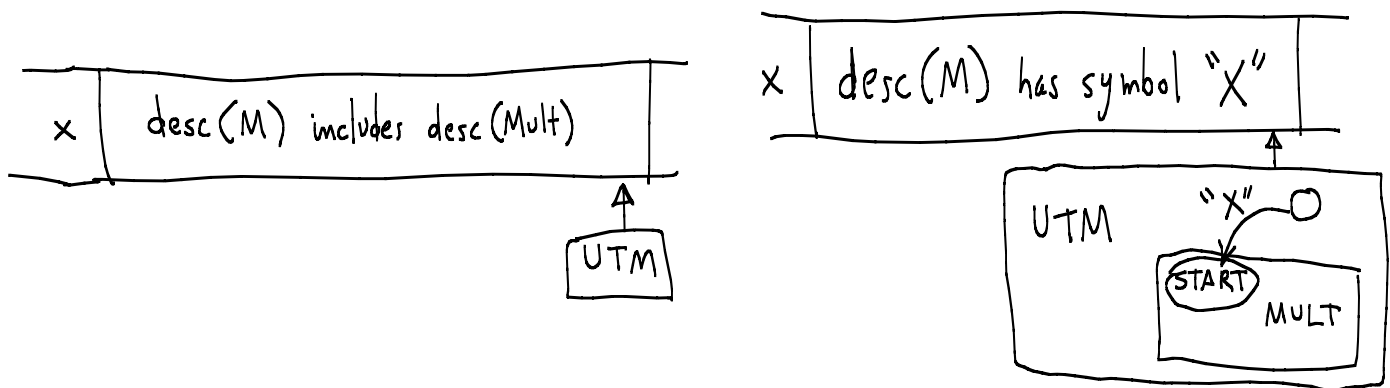 x desc(M) includes desc(Mult)
UTM
x desc(M) has symbol "X"
UTM
"X"
START
MULT